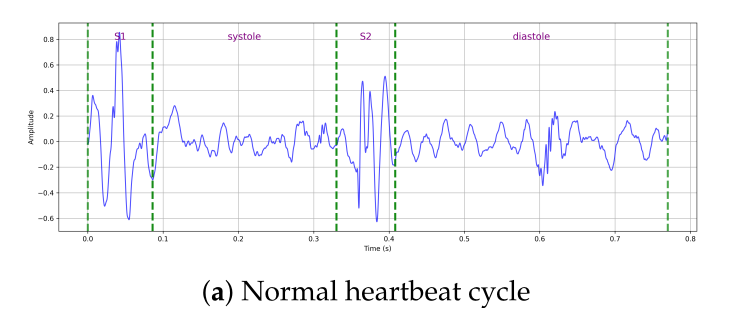 S1 systole S2 diastole
0.8
0.6
0.4
0.2
0.0
−0.2
−0.4
−0.6
Amplitude
0.0 0.1 0.2 0.3 0.4 0.5 0.6 0.7 0.8
Time (s)
(a) Normal heartbeat cycle